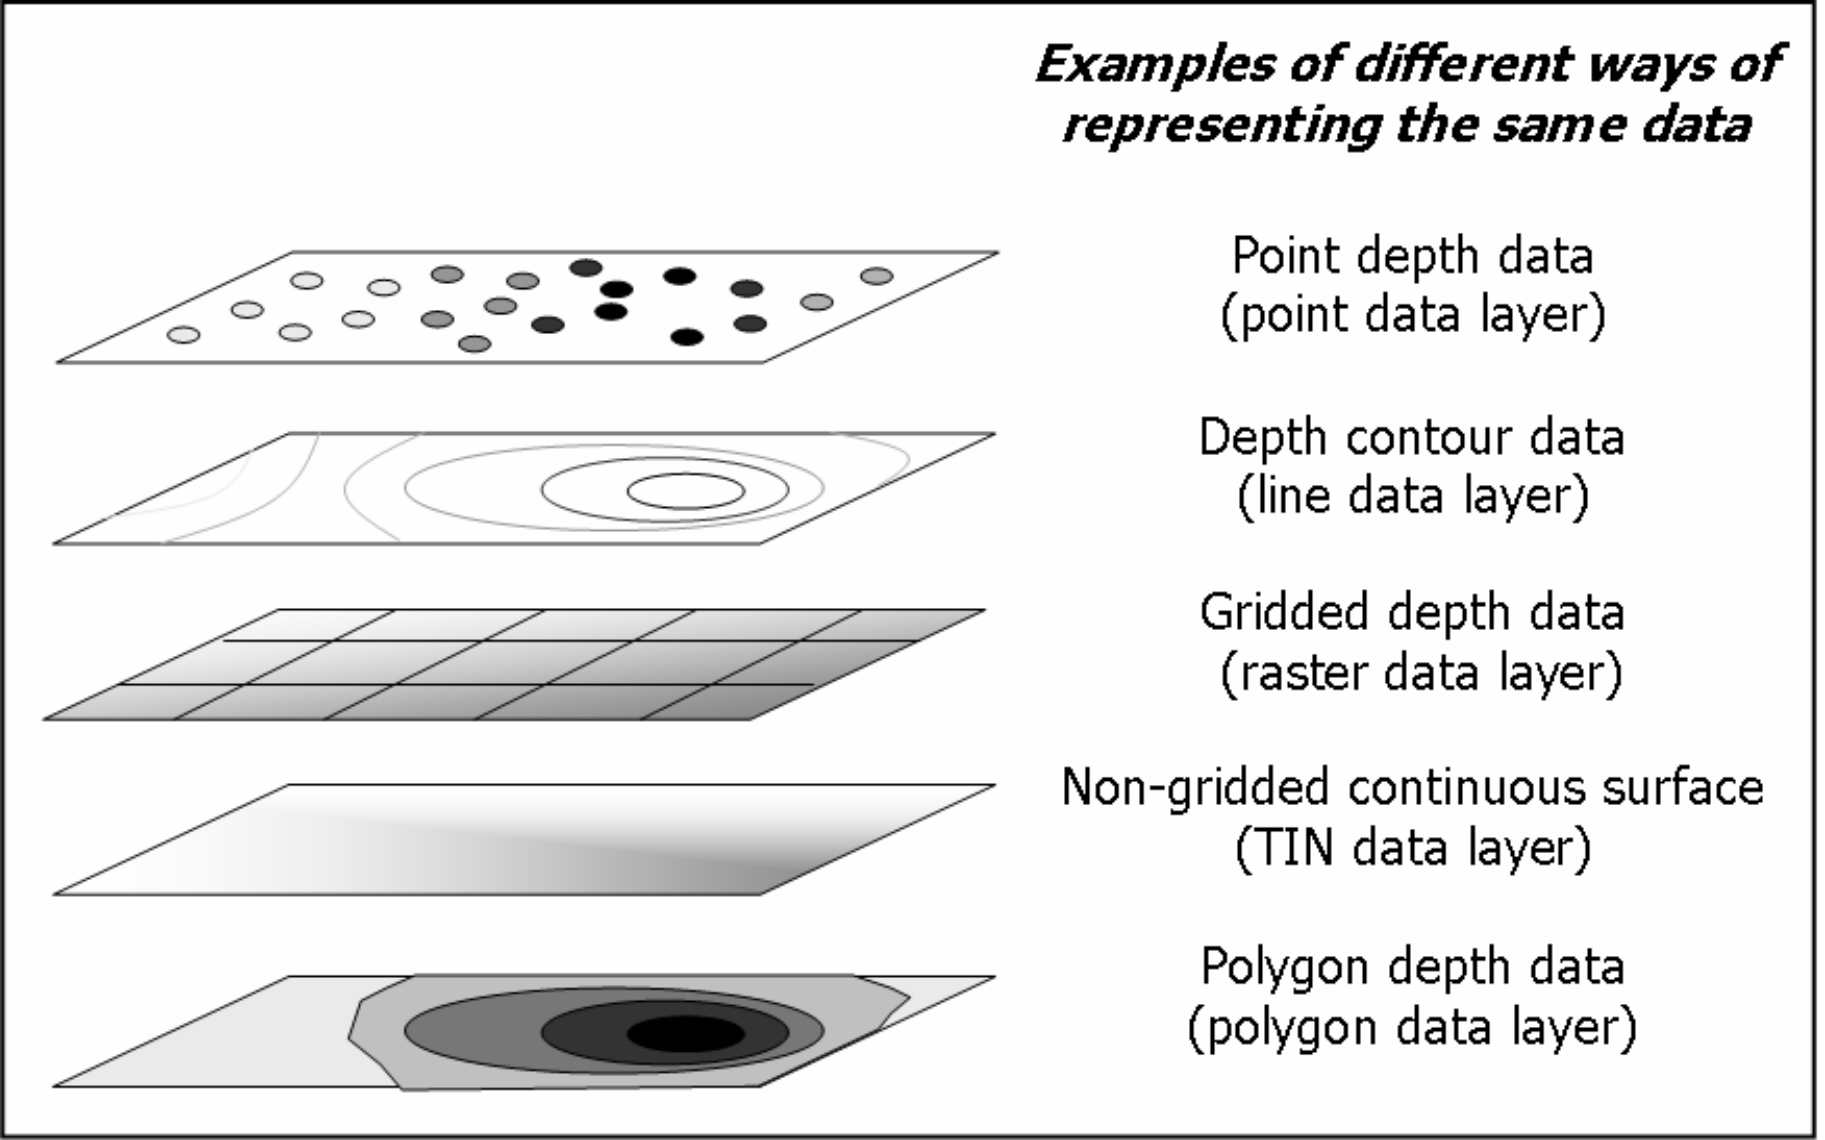 Examples of different ways of
representing the same data
Point depth data
(point data layer)
Depth contour data
(line data layer)
Gridded depth data
(raster data layer)
Non-gridded continuous surface
(TIN data layer)
Polygon depth data
(polygon data layer)